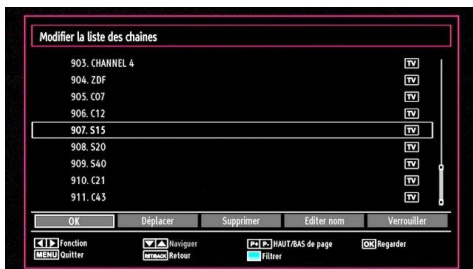 Modifier la liste des chaînes
903. CHANNEL 4 TV
904. ZDF TV
905. C07 TV
906. C12 TV
907. S15 TV
908. S20 TV
909. S40 TV
910. C21 TV
911. C43 TV
OK Déplacer Supprimer Editer nom Verrouiller
Fonction Naviguer P+ P- HAUT/BAS de page OK Regarder
MENU Quitter RET/BACK Retour Filtrer